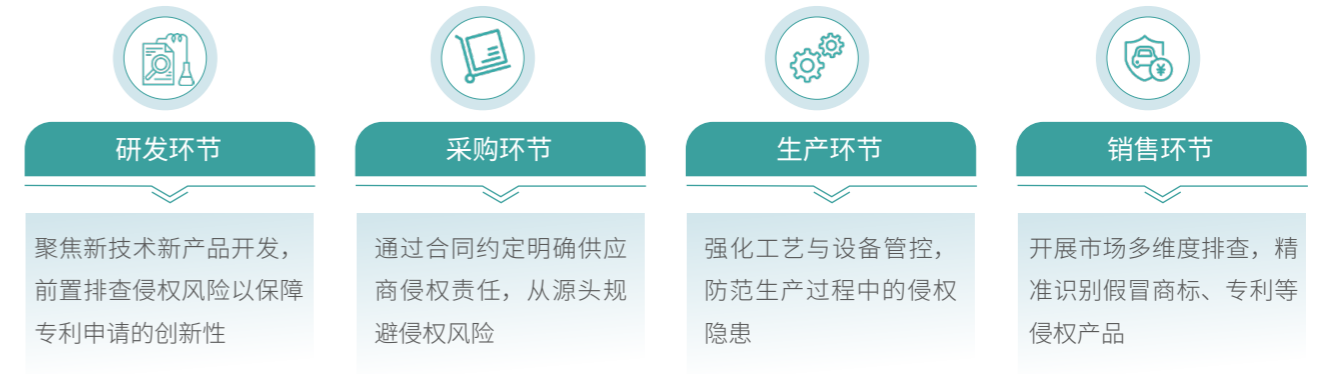 研发环节
聚焦新技术新产品开发，
前置排查侵权风险以保障
专利申请的创新性
采购环节
通过合同约定明确供应
商侵权责任，从源头规
避侵权风险
生产环节
强化工艺与设备管控，
防范生产过程中的侵权
隐患
销售环节
开展市场多维度排查，精
准识别假冒商标、专利等
侵权产品